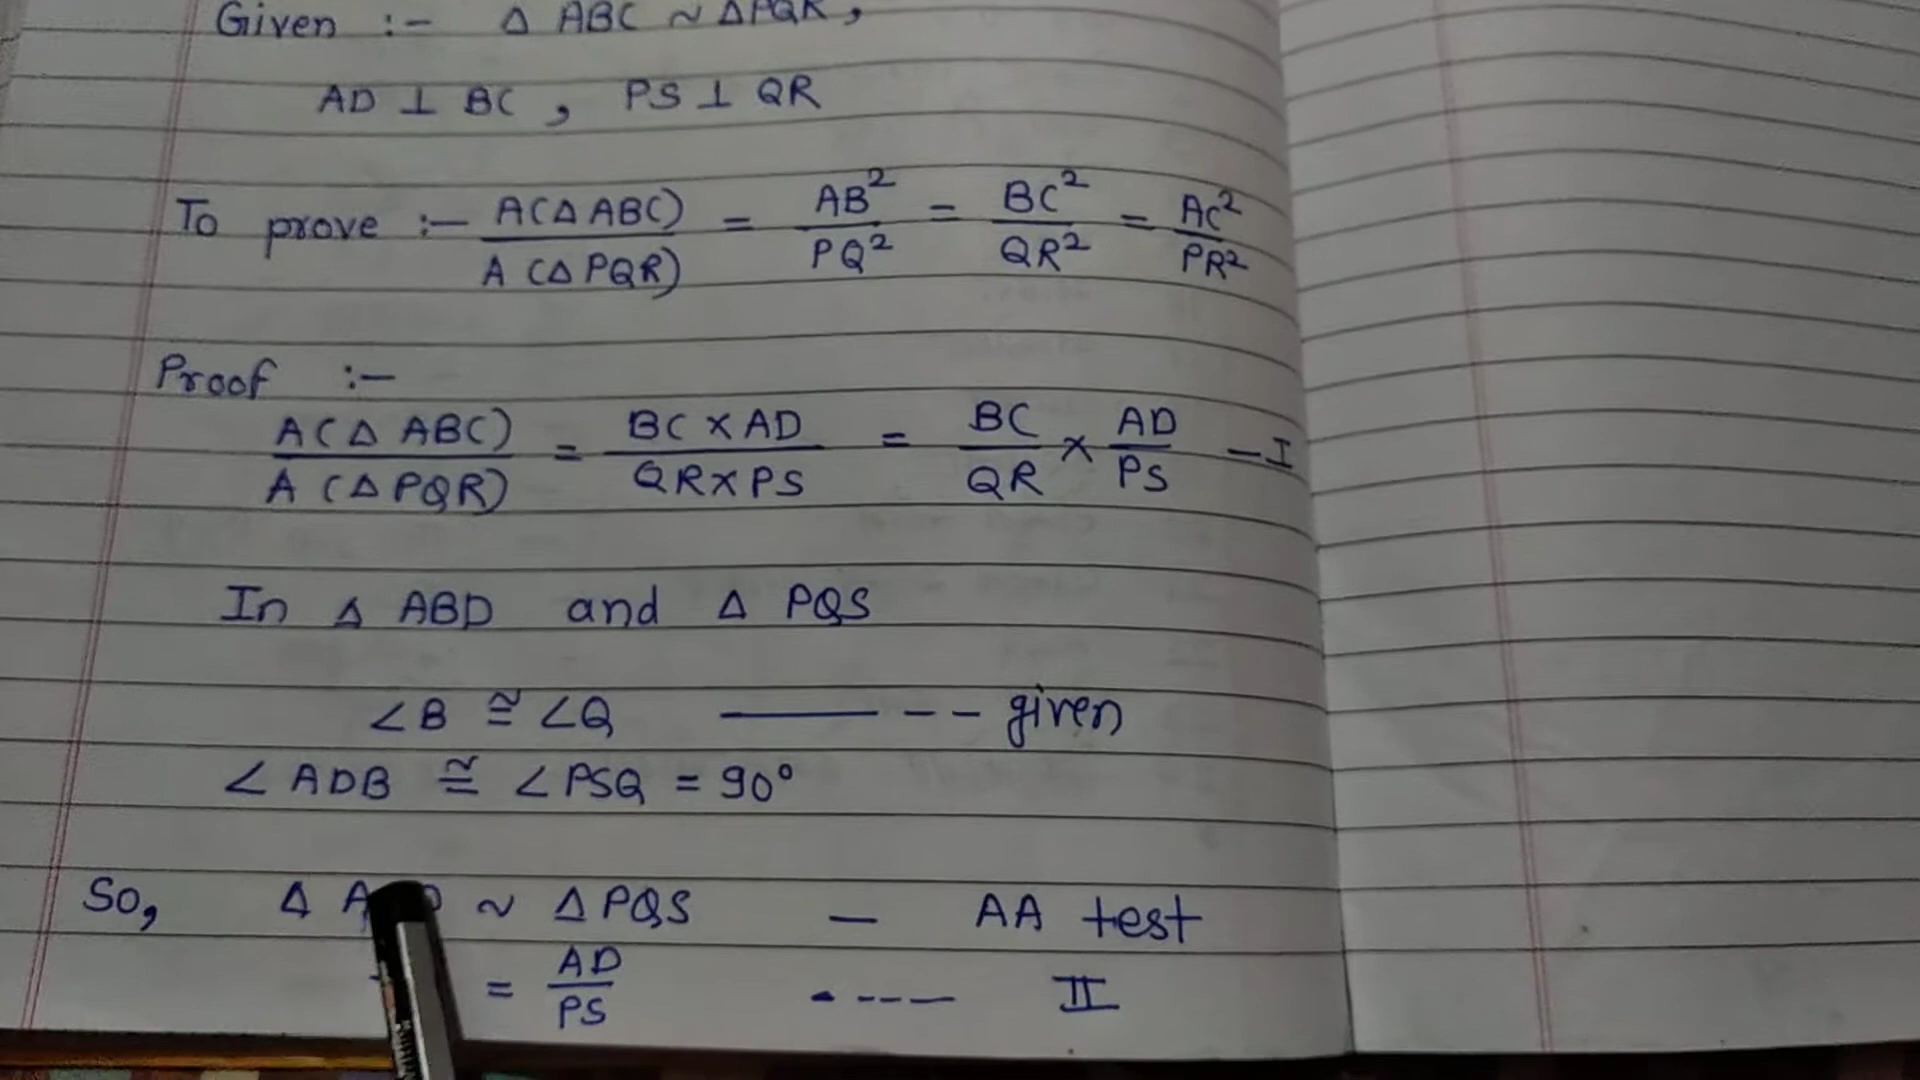 Given :- Δ ABC ~ ΔPQR,
AD ⊥ BC , PS ⊥ QR
To prove :- A(Δ ABC) / A (Δ PQR) = AB² / PQ² = BC² / QR² = AC² / PR²
Proof :-
A(Δ ABC) / A (Δ PQR) = BC X AD / QR X PS = BC / QR X AD / PS - I
In Δ ABD and Δ PQS
∠B ≅ ∠Q ——— - - given
∠ ADB ≅ ∠ PSQ = 90°
So, Δ ~ Δ PQS - AA test
= AD / PS - - - - II